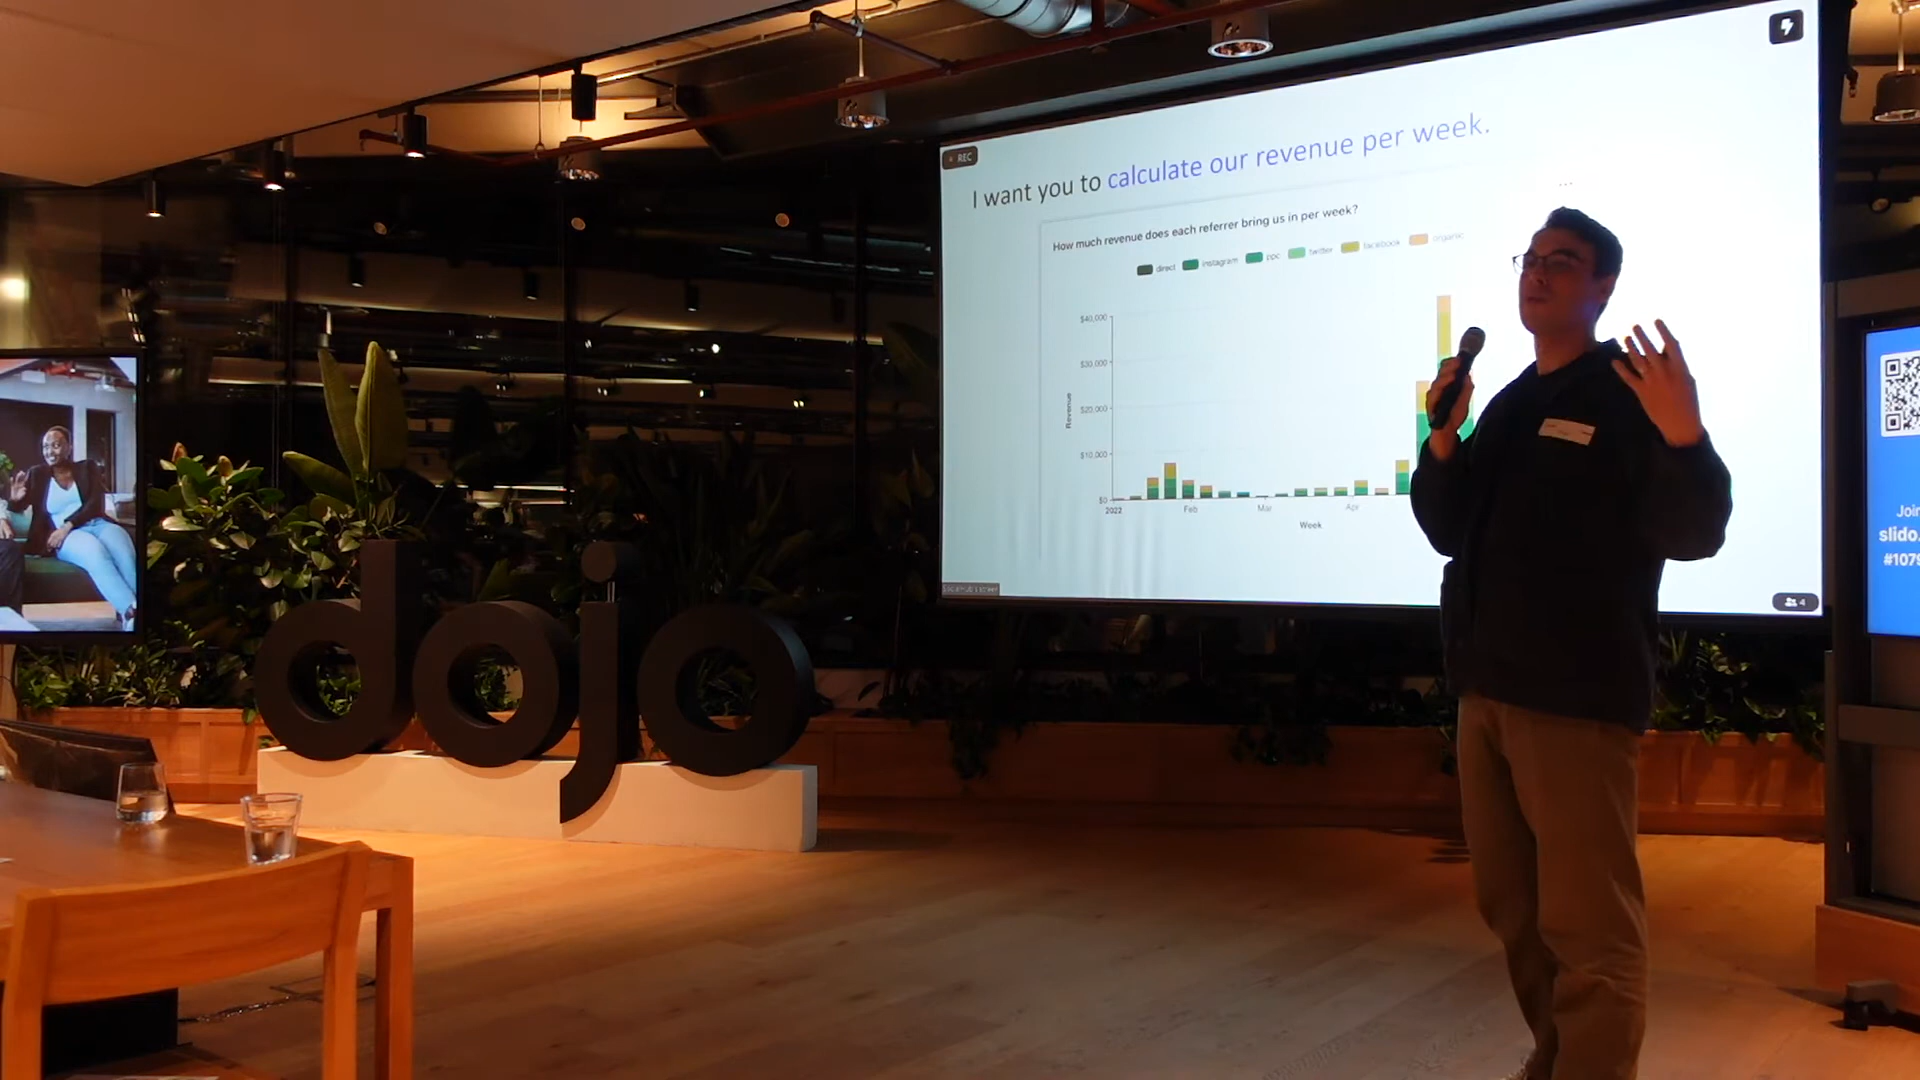 REC
I want you to calculate our revenue per week.
How much revenue does each referrer bring us in per week?
direct instagram ppc twitter facebook organic
$40,000
$30,000
$20,000
$10,000
$0
Revenue
2022 Feb Mar Apr
Week
4
dojo
Join
slido.
#1079